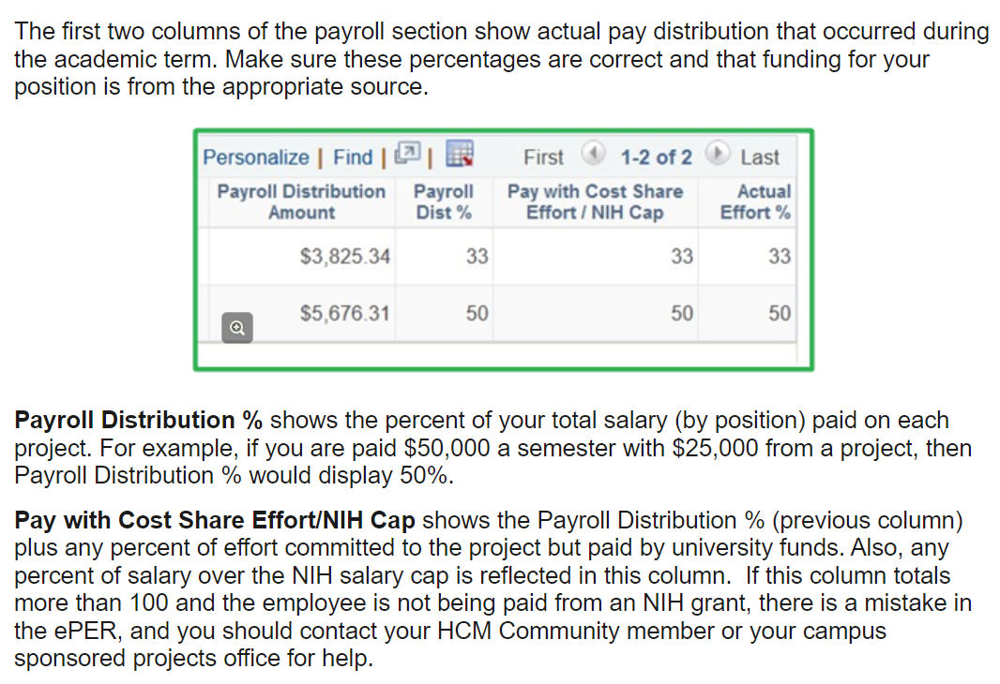 The first two columns of the payroll section show actual pay distribution that occurred during
the academic term. Make sure these percentages are correct and that funding for your
position is from the appropriate source.
Personalize | Find | | First 1-2 of 2 Last
Payroll Distribution Amount Payroll Dist % Pay with Cost Share Effort / NIH Cap Actual Effort %
$3,825.34 33 33 33
$5,676.31 50 50 50
Payroll Distribution % shows the percent of your total salary (by position) paid on each
project. For example, if you are paid $50,000 a semester with $25,000 from a project, then
Payroll Distribution % would display 50%.
Pay with Cost Share Effort/NIH Cap shows the Payroll Distribution % (previous column)
plus any percent of effort committed to the project but paid by university funds. Also, any
percent of salary over the NIH salary cap is reflected in this column. If this column totals
more than 100 and the employee is not being paid from an NIH grant, there is a mistake in
the ePER, and you should contact your HCM Community member or your campus
sponsored projects office for help.